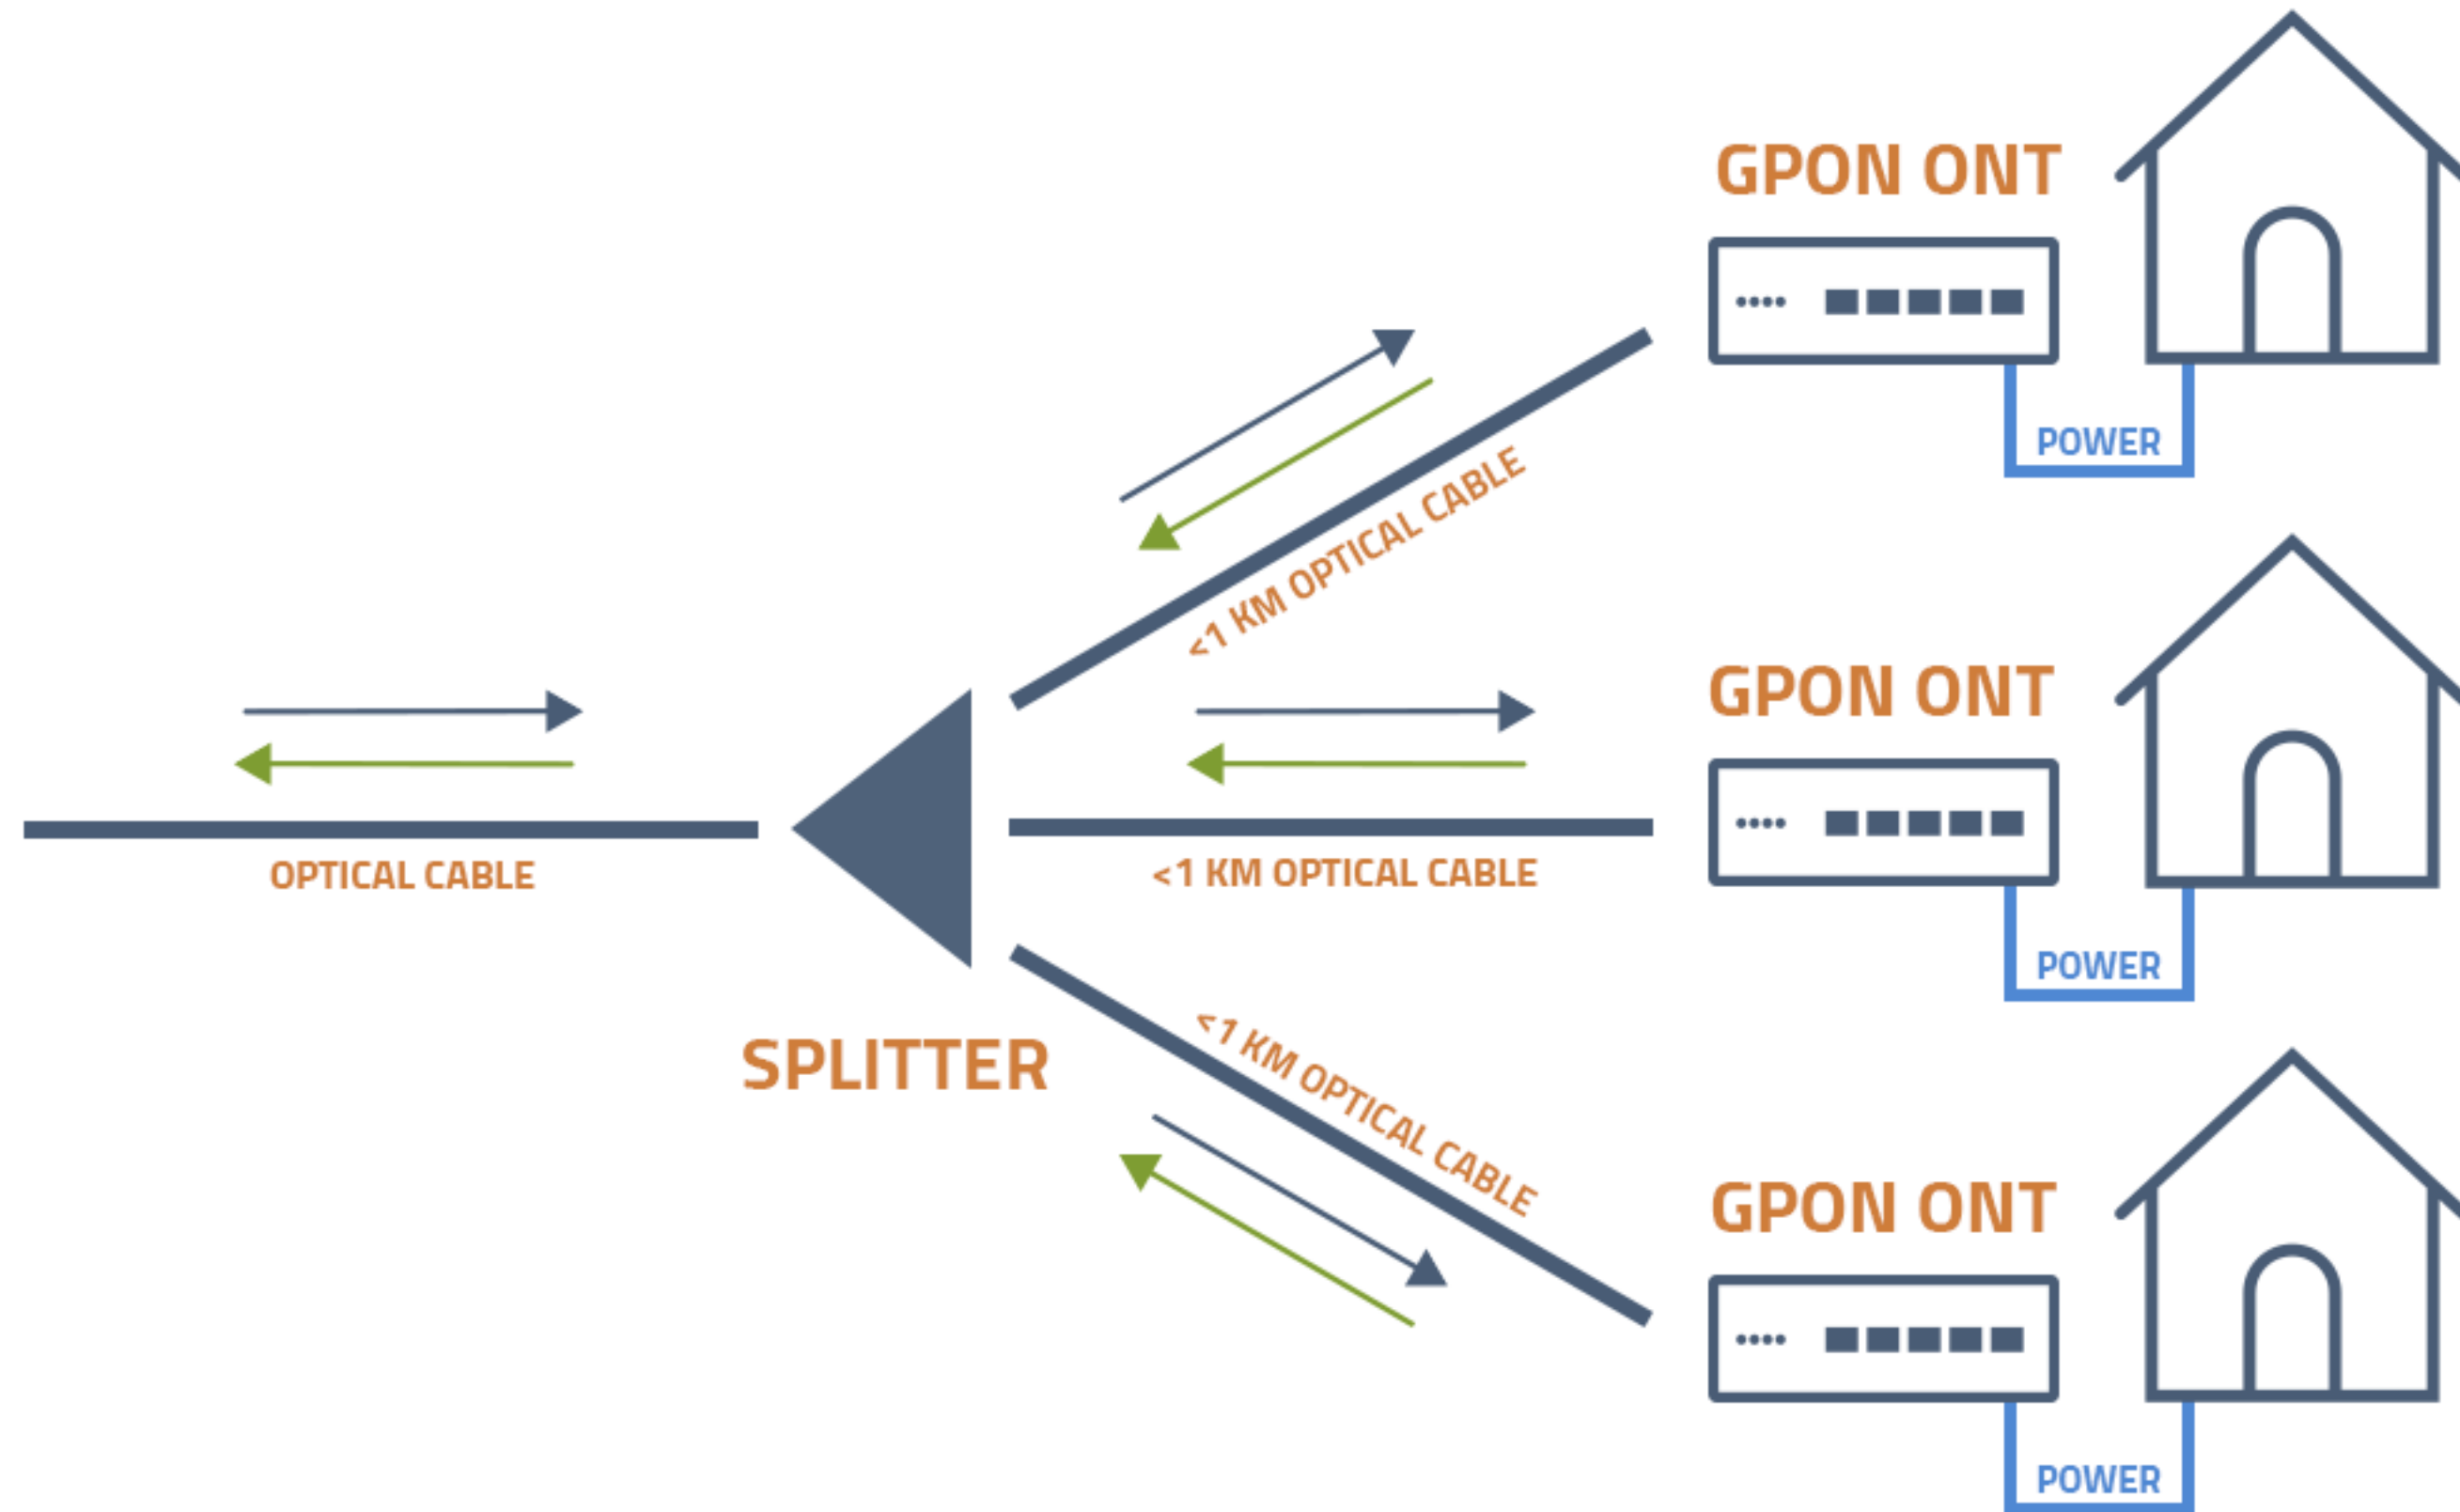 GPON ONT
POWER
<1 KM OPTICAL CABLE
GPON ONT
OPTICAL CABLE
<1 KM OPTICAL CABLE
POWER
SPLITTER
<1 KM OPTICAL CABLE
GPON ONT
POWER